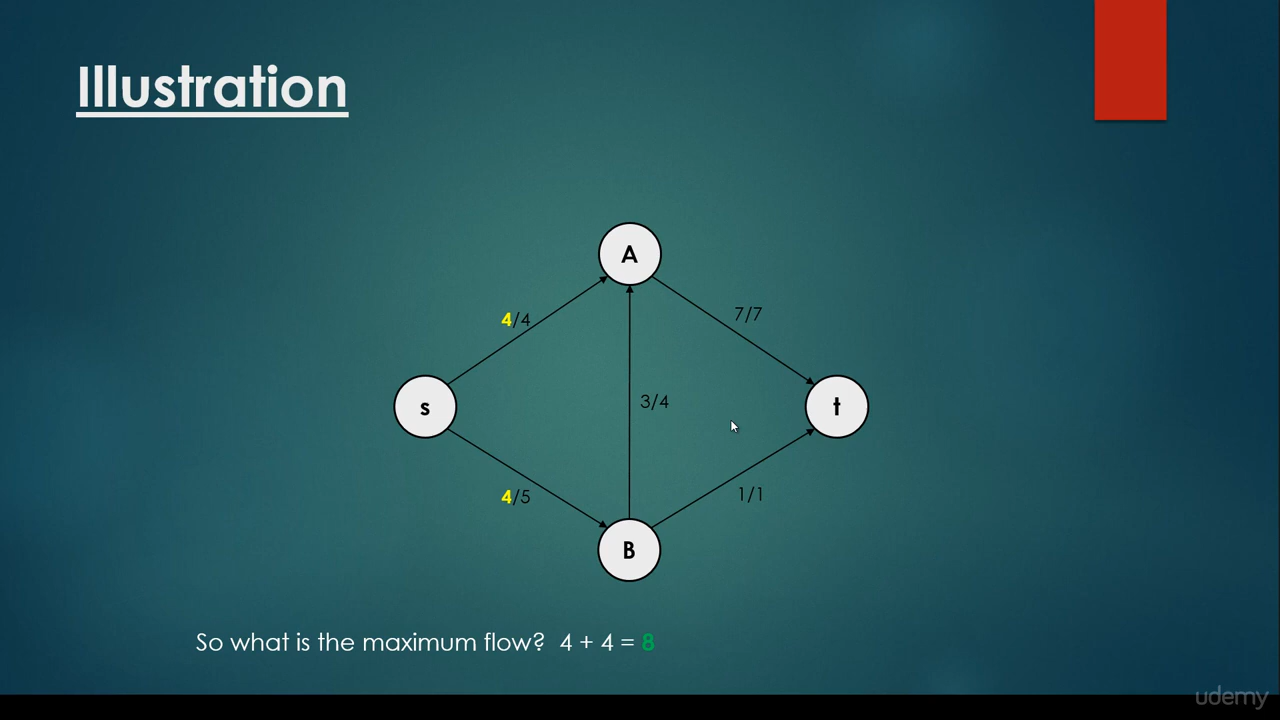 Illustration
A
4/4
7/7
s
3/4
t
4/5
1/1
B
So what is the maximum flow? 4 + 4 = 8
udemy